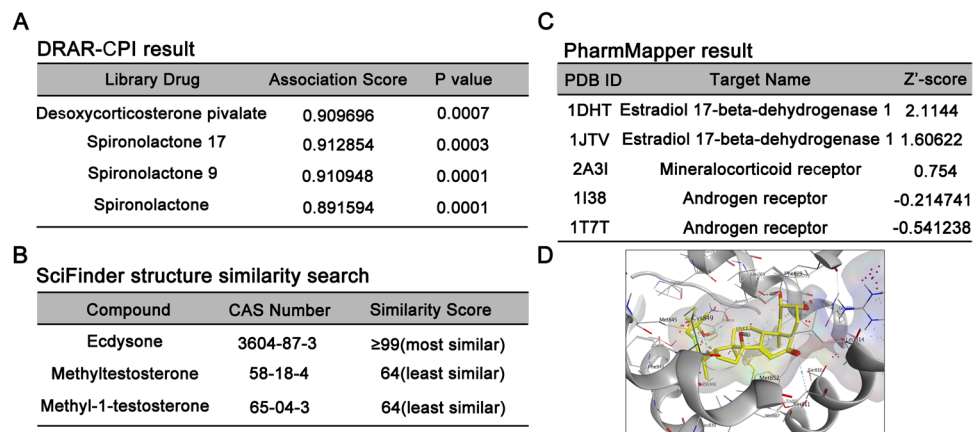 A
DRAR-CPI result
Library Drug Association Score P value
Desoxycorticosterone pivalate 0.909696 0.0007
Spironolactone 17 0.912854 0.0003
Spironolactone 9 0.910948 0.0001
Spironolactone 0.891594 0.0001
B
SciFinder structure similarity search
Compound CAS Number Similarity Score
Ecdysone 3604-87-3 ≥99(most similar)
Methyltestosterone 58-18-4 64(least similar)
Methyl-1-testosterone 65-04-3 64(least similar)
C
PharmMapper result
PDB ID Target Name Z'-score
1DHT Estradiol 17-beta-dehydrogenase 1 2.1144
1JTV Estradiol 17-beta-dehydrogenase 1 1.60622
2A3I Mineralocorticoid receptor 0.754
1I38 Androgen receptor -0.214741
1T7T Androgen receptor -0.541238
D
Phe829
Met845
Cys849
Met852